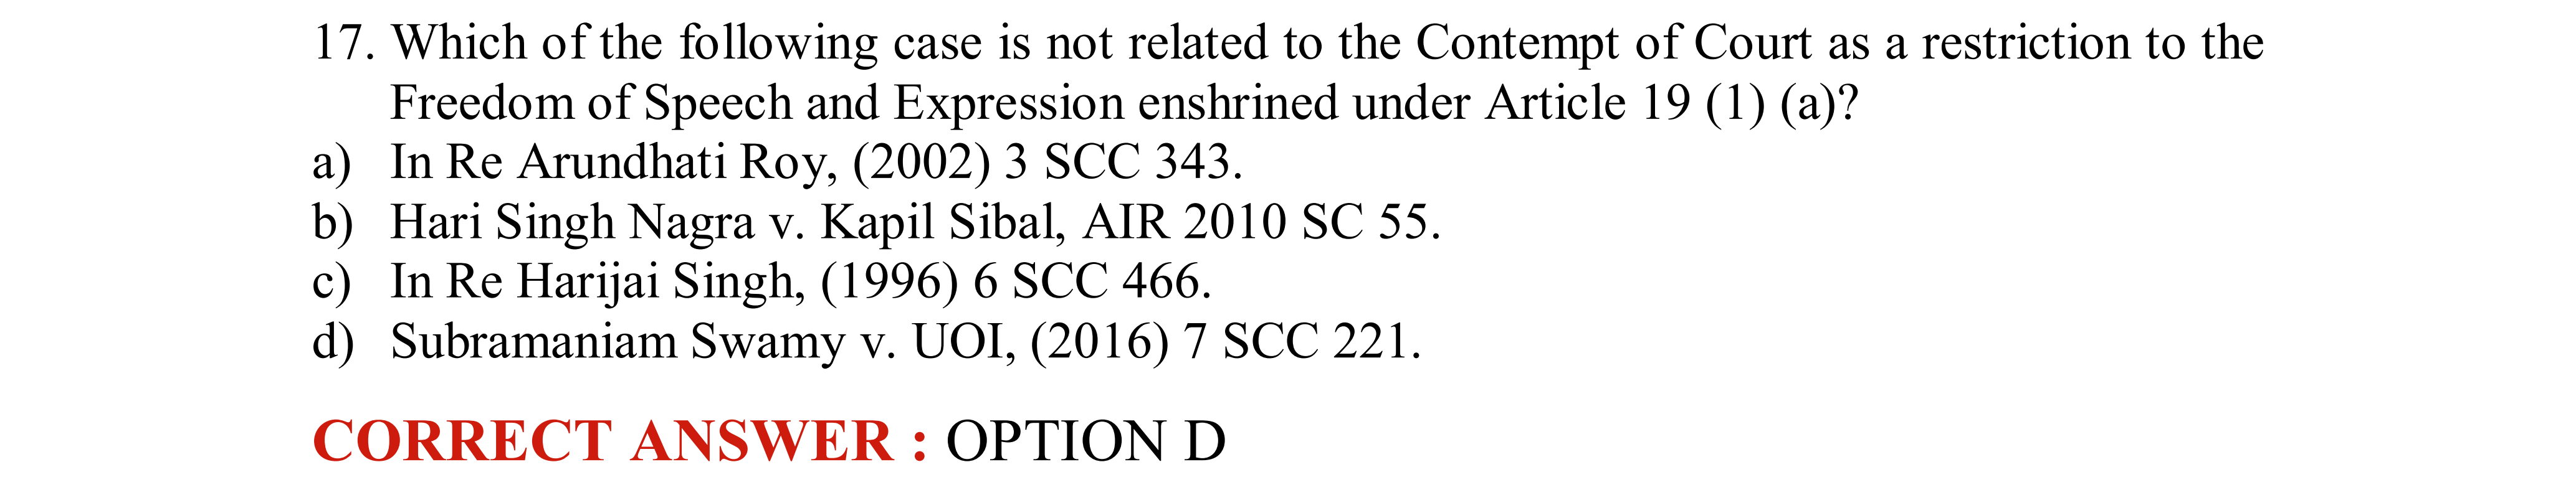 17. Which of the following case is not related to the Contempt of Court as a restriction to the
Freedom of Speech and Expression enshrined under Article 19 (1) (a)?
a) In Re Arundhati Roy, (2002) 3 SCC 343.
b) Hari Singh Nagra v. Kapil Sibal, AIR 2010 SC 55.
c) In Re Harijai Singh, (1996) 6 SCC 466.
d) Subramaniam Swamy v. UOI, (2016) 7 SCC 221.
CORRECT ANSWER : OPTION D